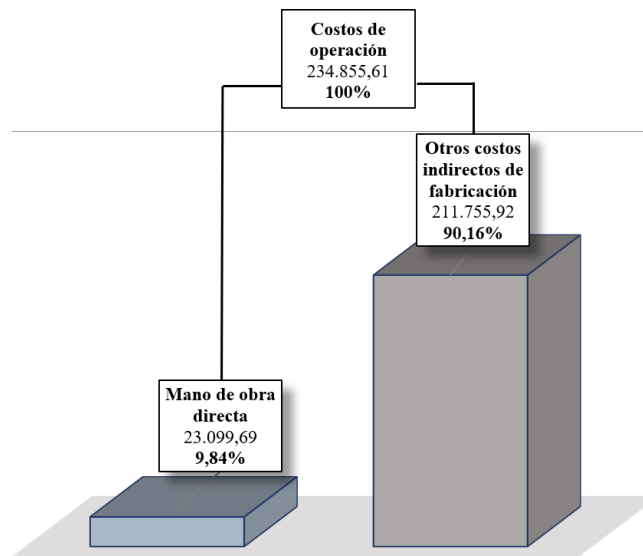 Costos de
operación
234.855,61
100%
Otros costos
indirectos de
fabricación
211.755,92
90,16%
Mano de obra
directa
23.099,69
9,84%